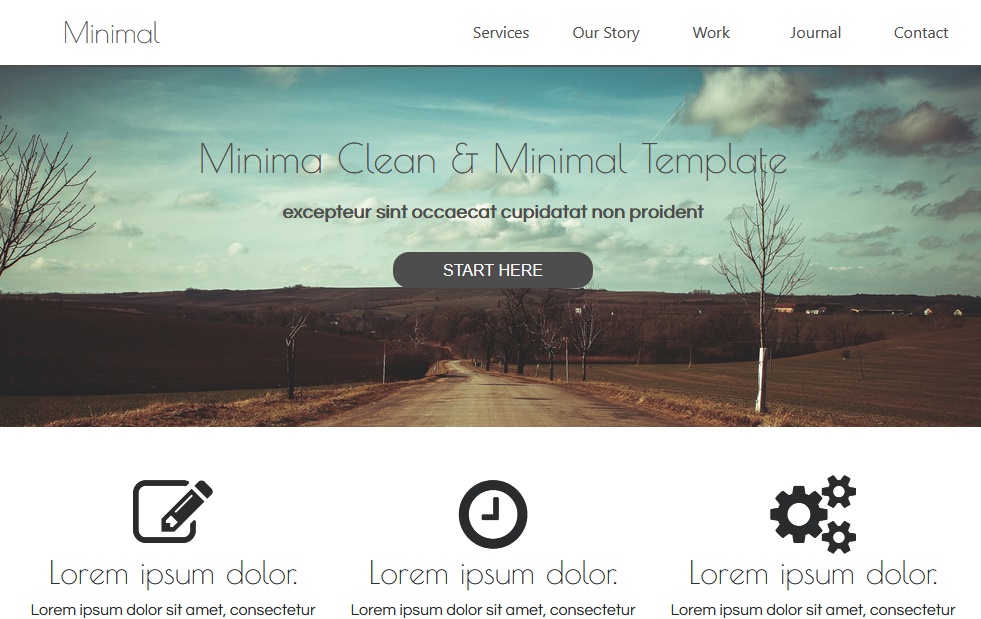 Minimal
Services Our Story Work Journal Contact
Minima Clean & Minimal Template
excepteur sint occaecat cupidatat non proident
START HERE
Lorem ipsum dolor. Lorem ipsum dolor. Lorem ipsum dolor.
Lorem ipsum dolor sit amet, consectetur Lorem ipsum dolor sit amet, consectetur Lorem ipsum dolor sit amet, consectetur